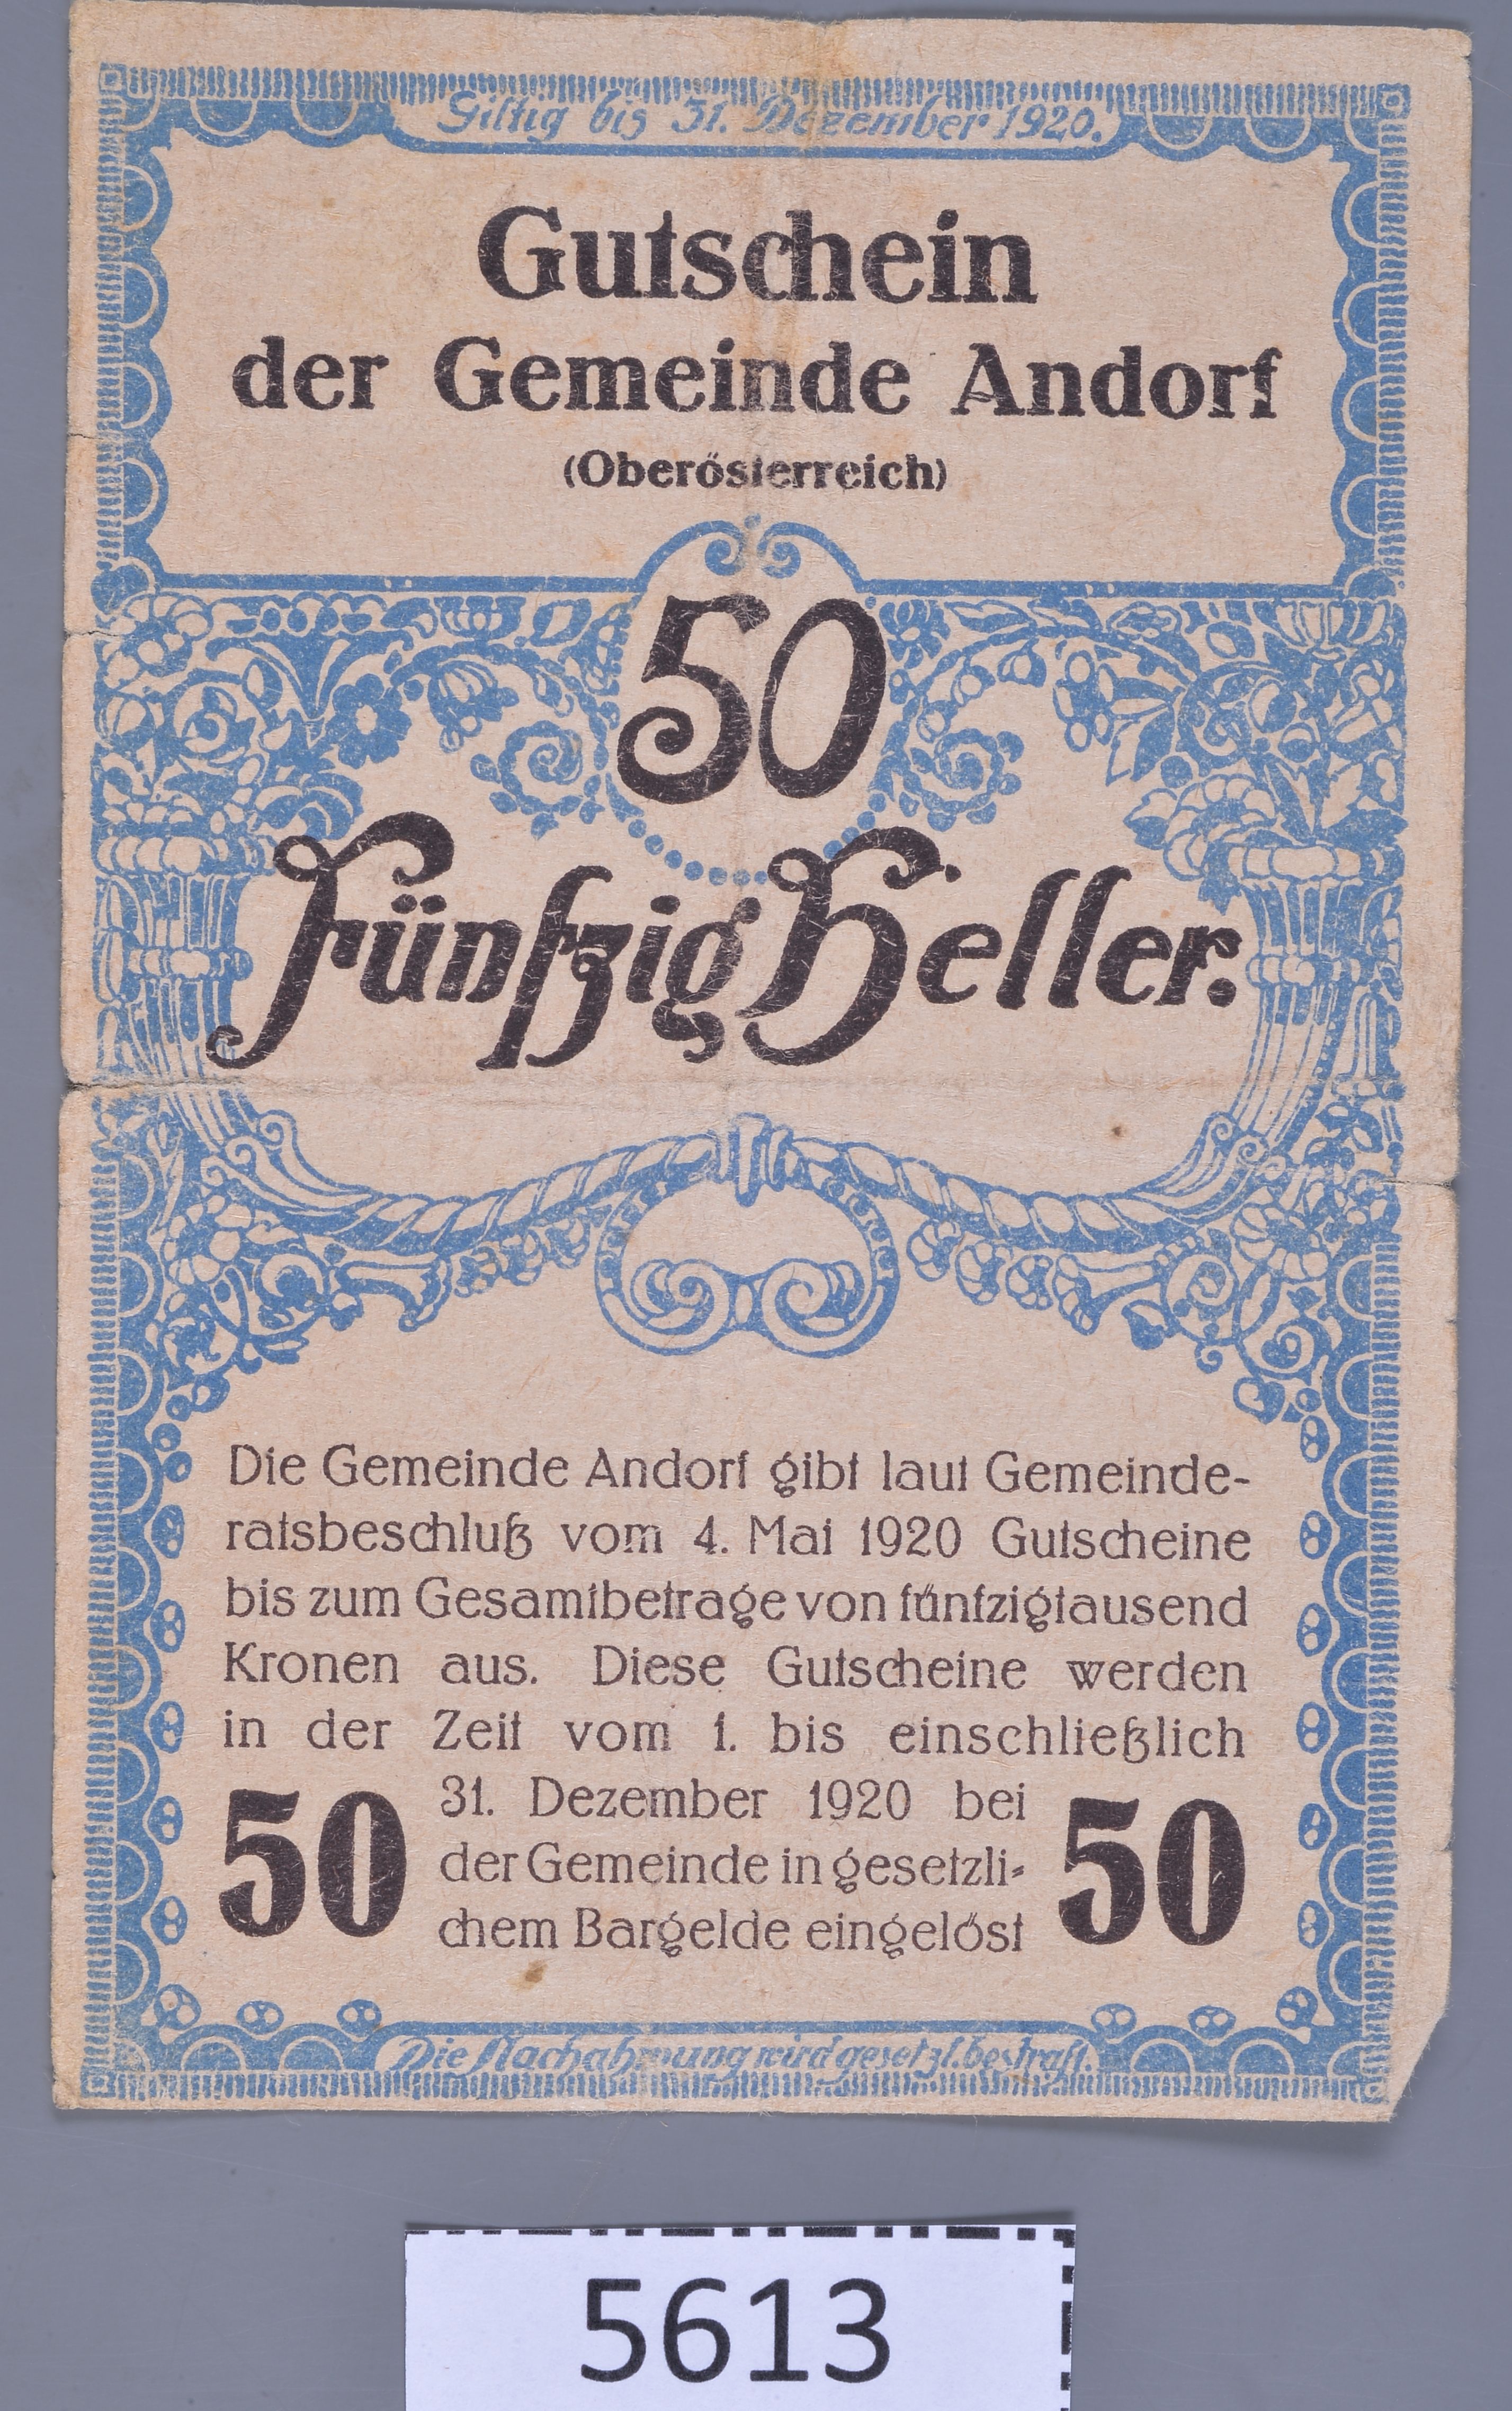 Giltig bis 31. Dezember 1920.
Gutschein
der Gemeinde Andorf
(Oberösterreich)
50
Fünfzig Heller.
Die Gemeinde Andorf gibt laut Gemeinde-
ratsbeschluß vom 4. Mai 1920 Gutscheine
bis zum Gesamtbetrage von fünfzigtausend
Kronen aus. Diese Gutscheine werden
in der Zeit vom 1. bis einschließlich
31. Dezember 1920 bei
der Gemeinde in gesetzli-
chem Bargelde eingelöst
50 50
Die Nachahmung wird gesetzl. bestraft.
5613